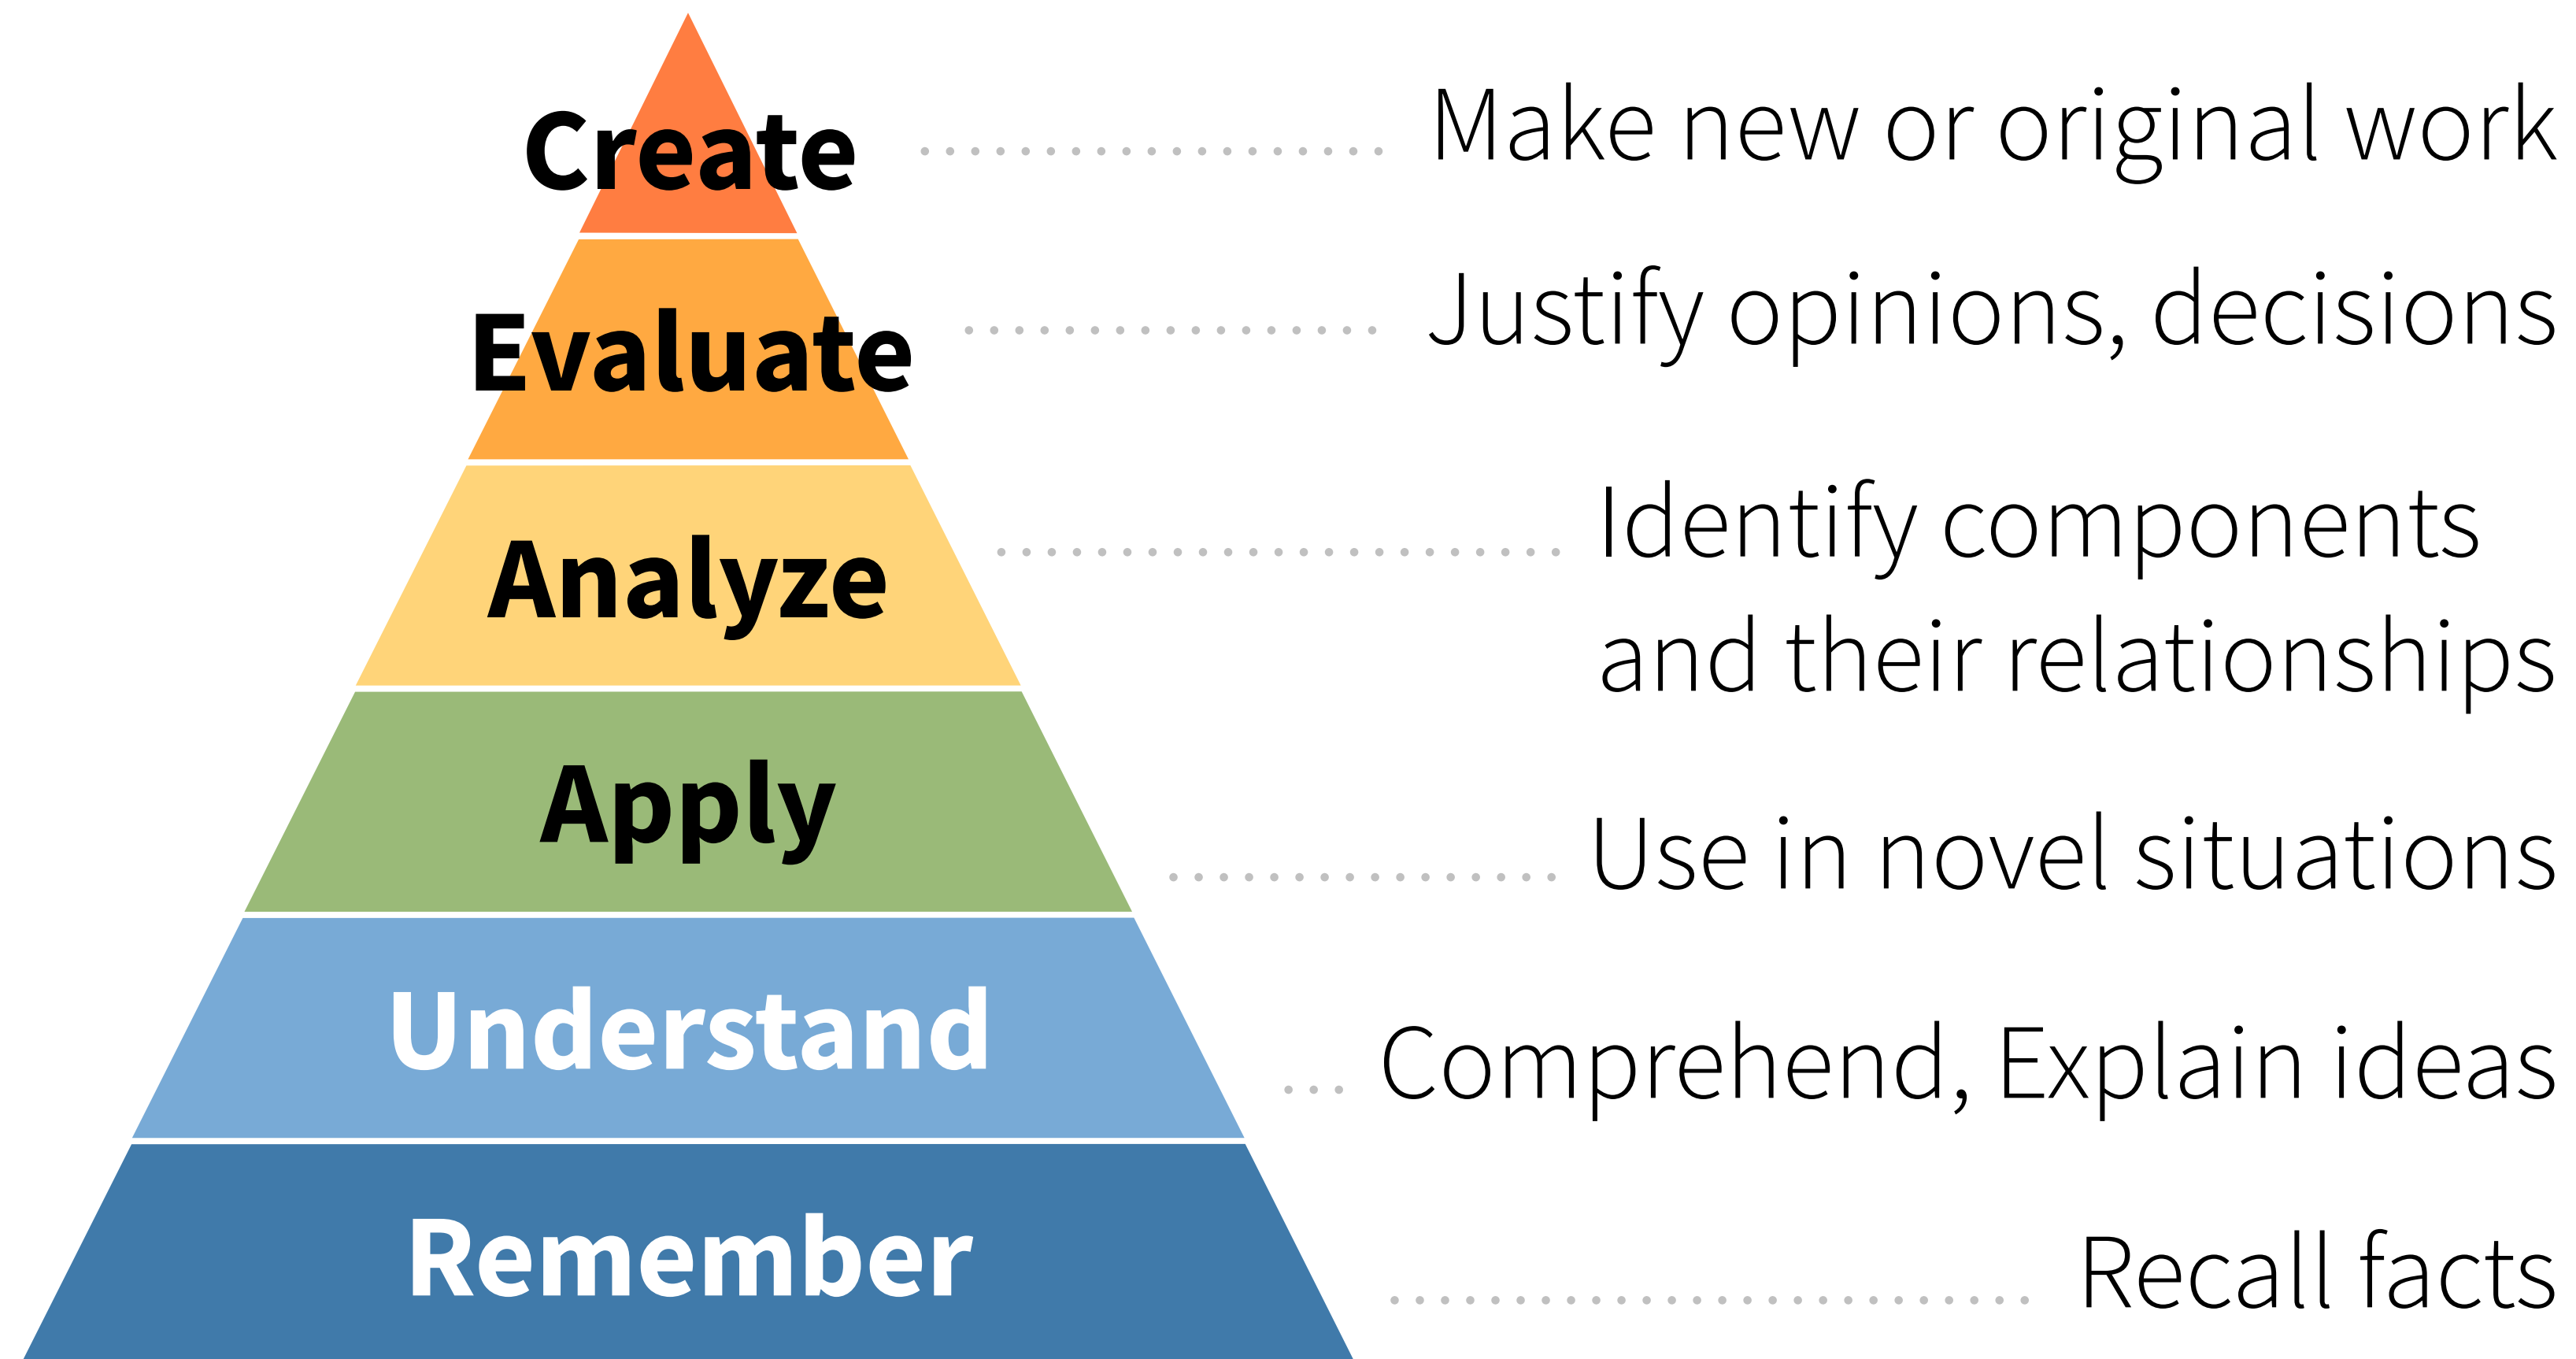 Create
Make new or original work
Evaluate
Justify opinions, decisions
Analyze
Identify components
and their relationships
Apply
Use in novel situations
Understand
Comprehend, Explain ideas
Remember
Recall facts